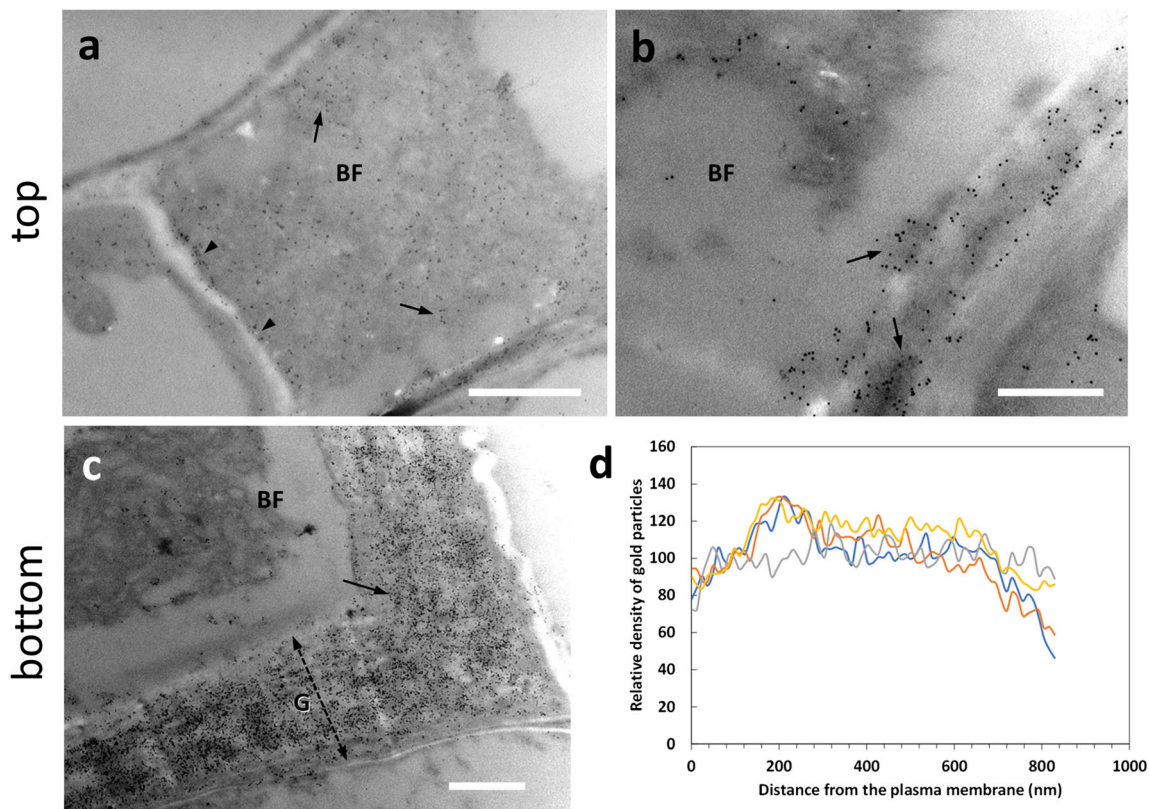 top
a
BF
b
BF
bottom
c
BF
G
d
Relative density of gold particles
160
140
120
100
80
60
40
20
0
0 200 400 600 800 1000
Distance from the plasma membrane (nm)